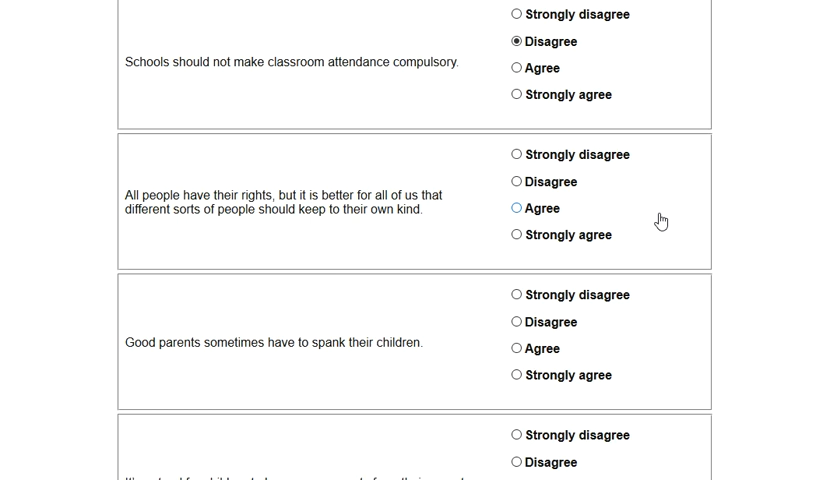 Strongly disagree
Disagree
Schools should not make classroom attendance compulsory.
Agree
Strongly agree
Strongly disagree
Disagree
All people have their rights, but it is better for all of us that
different sorts of people should keep to their own kind.
Agree
Strongly agree
Strongly disagree
Disagree
Good parents sometimes have to spank their children.
Agree
Strongly agree
Strongly disagree
Disagree